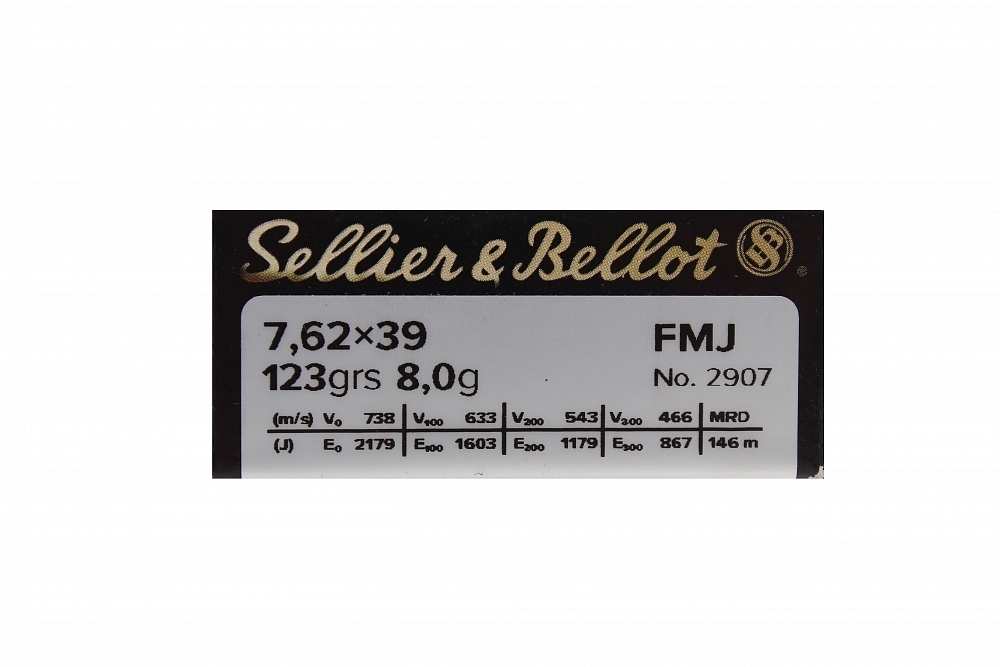 Sellier & Bellot
7,62×39 FMJ
123grs 8,0g No. 2907
(m/s) V₀ 738 V₁₀₀ 633 V₂₀₀ 543 V₃₀₀ 466 MRD
(J) E₀ 2179 E₁₀₀ 1603 E₂₀₀ 1179 E₃₀₀ 867 146 m